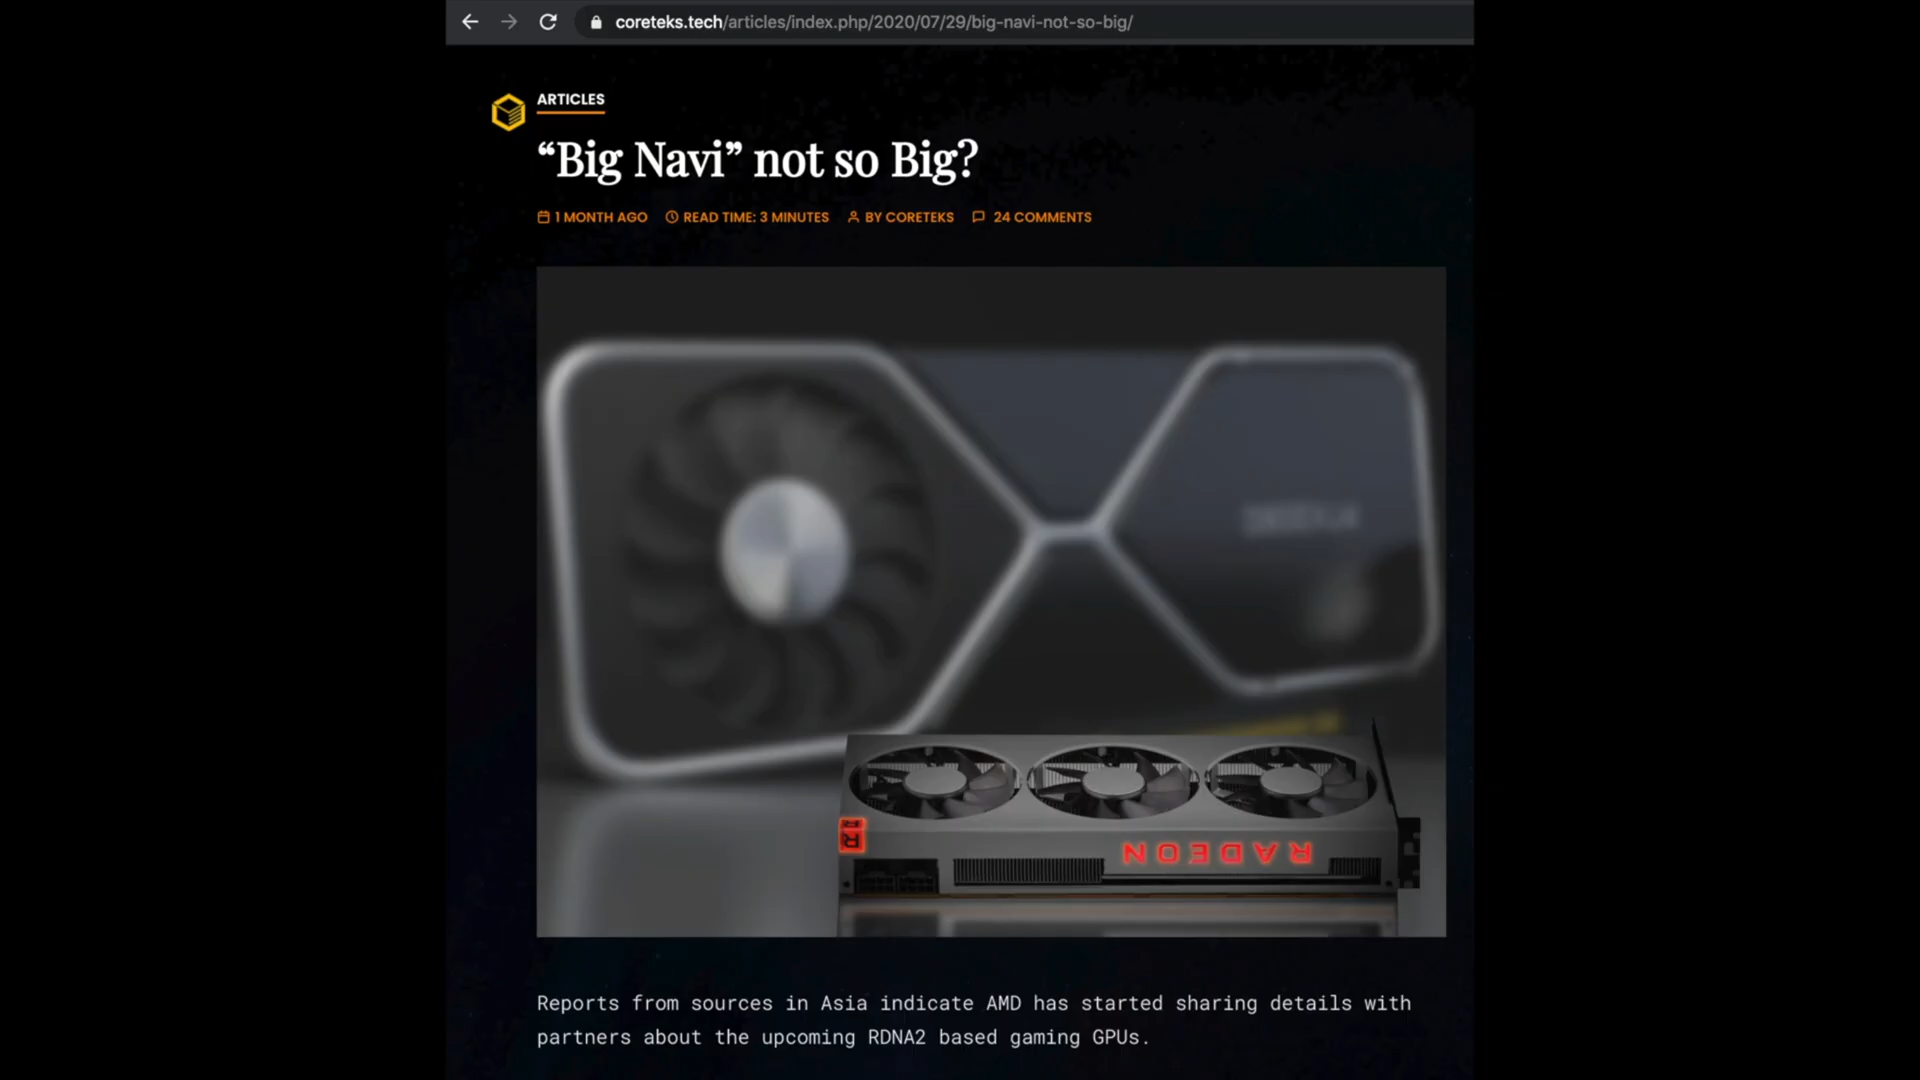 coreteks.tech/articles/index.php/2020/07/29/big-navi-not-so-big/
ARTICLES
“Big Navi” not so Big?
1 MONTH AGO READ TIME: 3 MINUTES BY CORETEKS 24 COMMENTS
R
RADEON
Reports from sources in Asia indicate AMD has started sharing details with
partners about the upcoming RDNA2 based gaming GPUs.